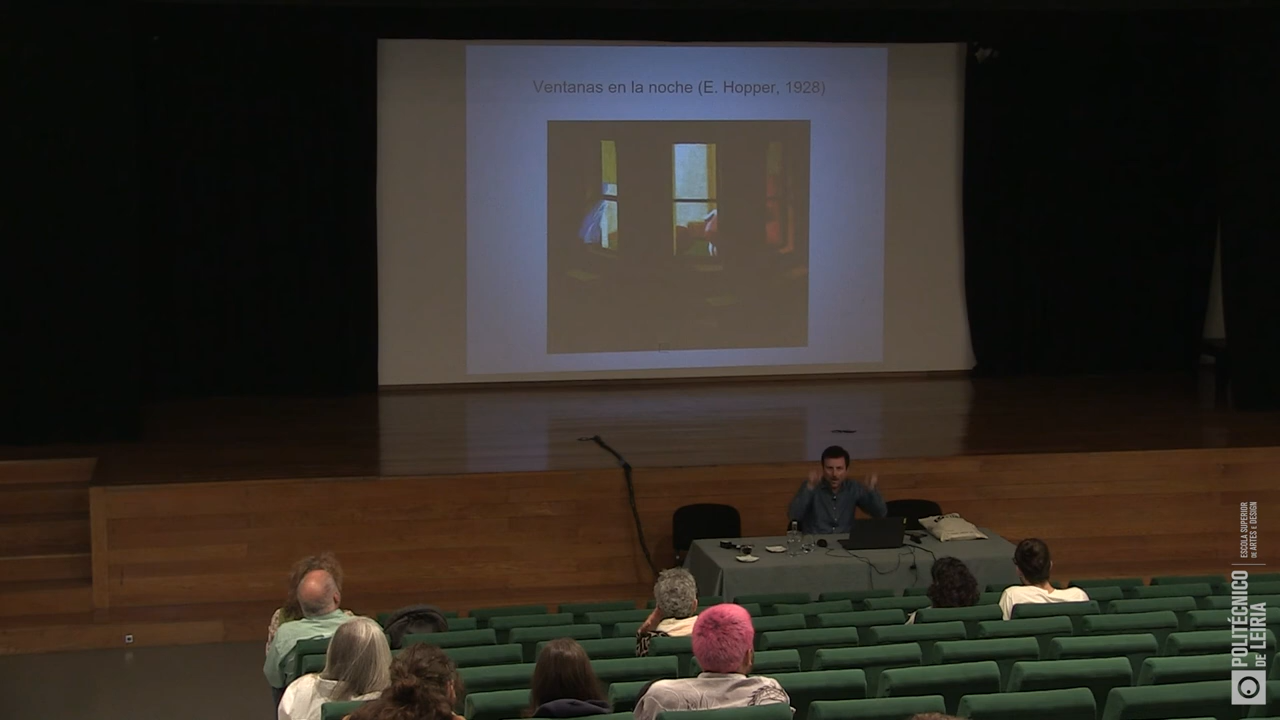 Ventanas en la noche (E. Hopper, 1928)
POLITÉCNICO
DE LEIRIA
ESCOLA SUPERIOR
DE ARTES E DESIGN